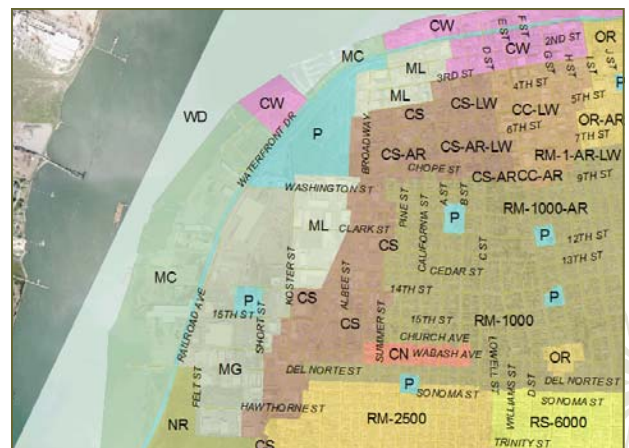 F ST
E ST
CW
OR
2ND ST
MC
CW
D ST
G ST
H ST
I ST
J ST
ML
3RD ST
4TH ST
P
CW
ML
CS-LW
CC-LW
5TH ST
WD
CS
6TH ST
OR-AR
P
BROADWAY
7TH ST
WATERFRONT DR
CS-AR
CS-AR-LW
RM-1-AR-LW
CHOPE ST
CS-AR
CC-AR
9TH ST
WASHINGTON ST
PINE ST
CALIFORNIA ST
A ST
B ST
RM-1000-AR
ML
CLARK ST
P
C ST
P
12TH ST
KOSTER ST
ALBEE ST
CS
13TH ST
MC
CEDAR ST
P
CS
14TH ST
P
RAILROAD AVE
15TH ST
SHORT ST
CS
SUMMER ST
15TH ST
RM-1000
CHURCH AVE
CN
WABASH AVE
LOWELL ST
OR
MG
DEL NORTE ST
P
WILLIAMS ST
D ST
DEL NORTE ST
FELT ST
SONOMA ST
SONOMA ST
HAWTHORNE ST
NR
RM-2500
RS-6000
CS
TRINITY ST